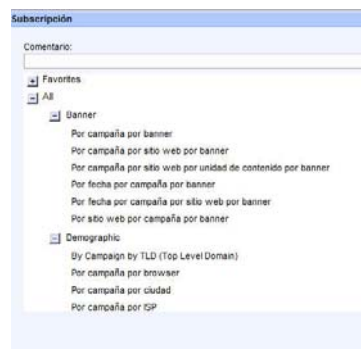 Subscripción
Comentario:
Favorites
All
Banner
Por campaña por banner
Por campaña por sitio web por banner
Por campaña por sitio web por unidad de contenido por banner
Por fecha por campaña por banner
Por fecha por campaña por sitio web por banner
Por sitio web por campaña por banner
Demographic
By Campaign by TLD (Top Level Domain)
Por campaña por browser
Por campaña por ciudad
Por campaña por ISP